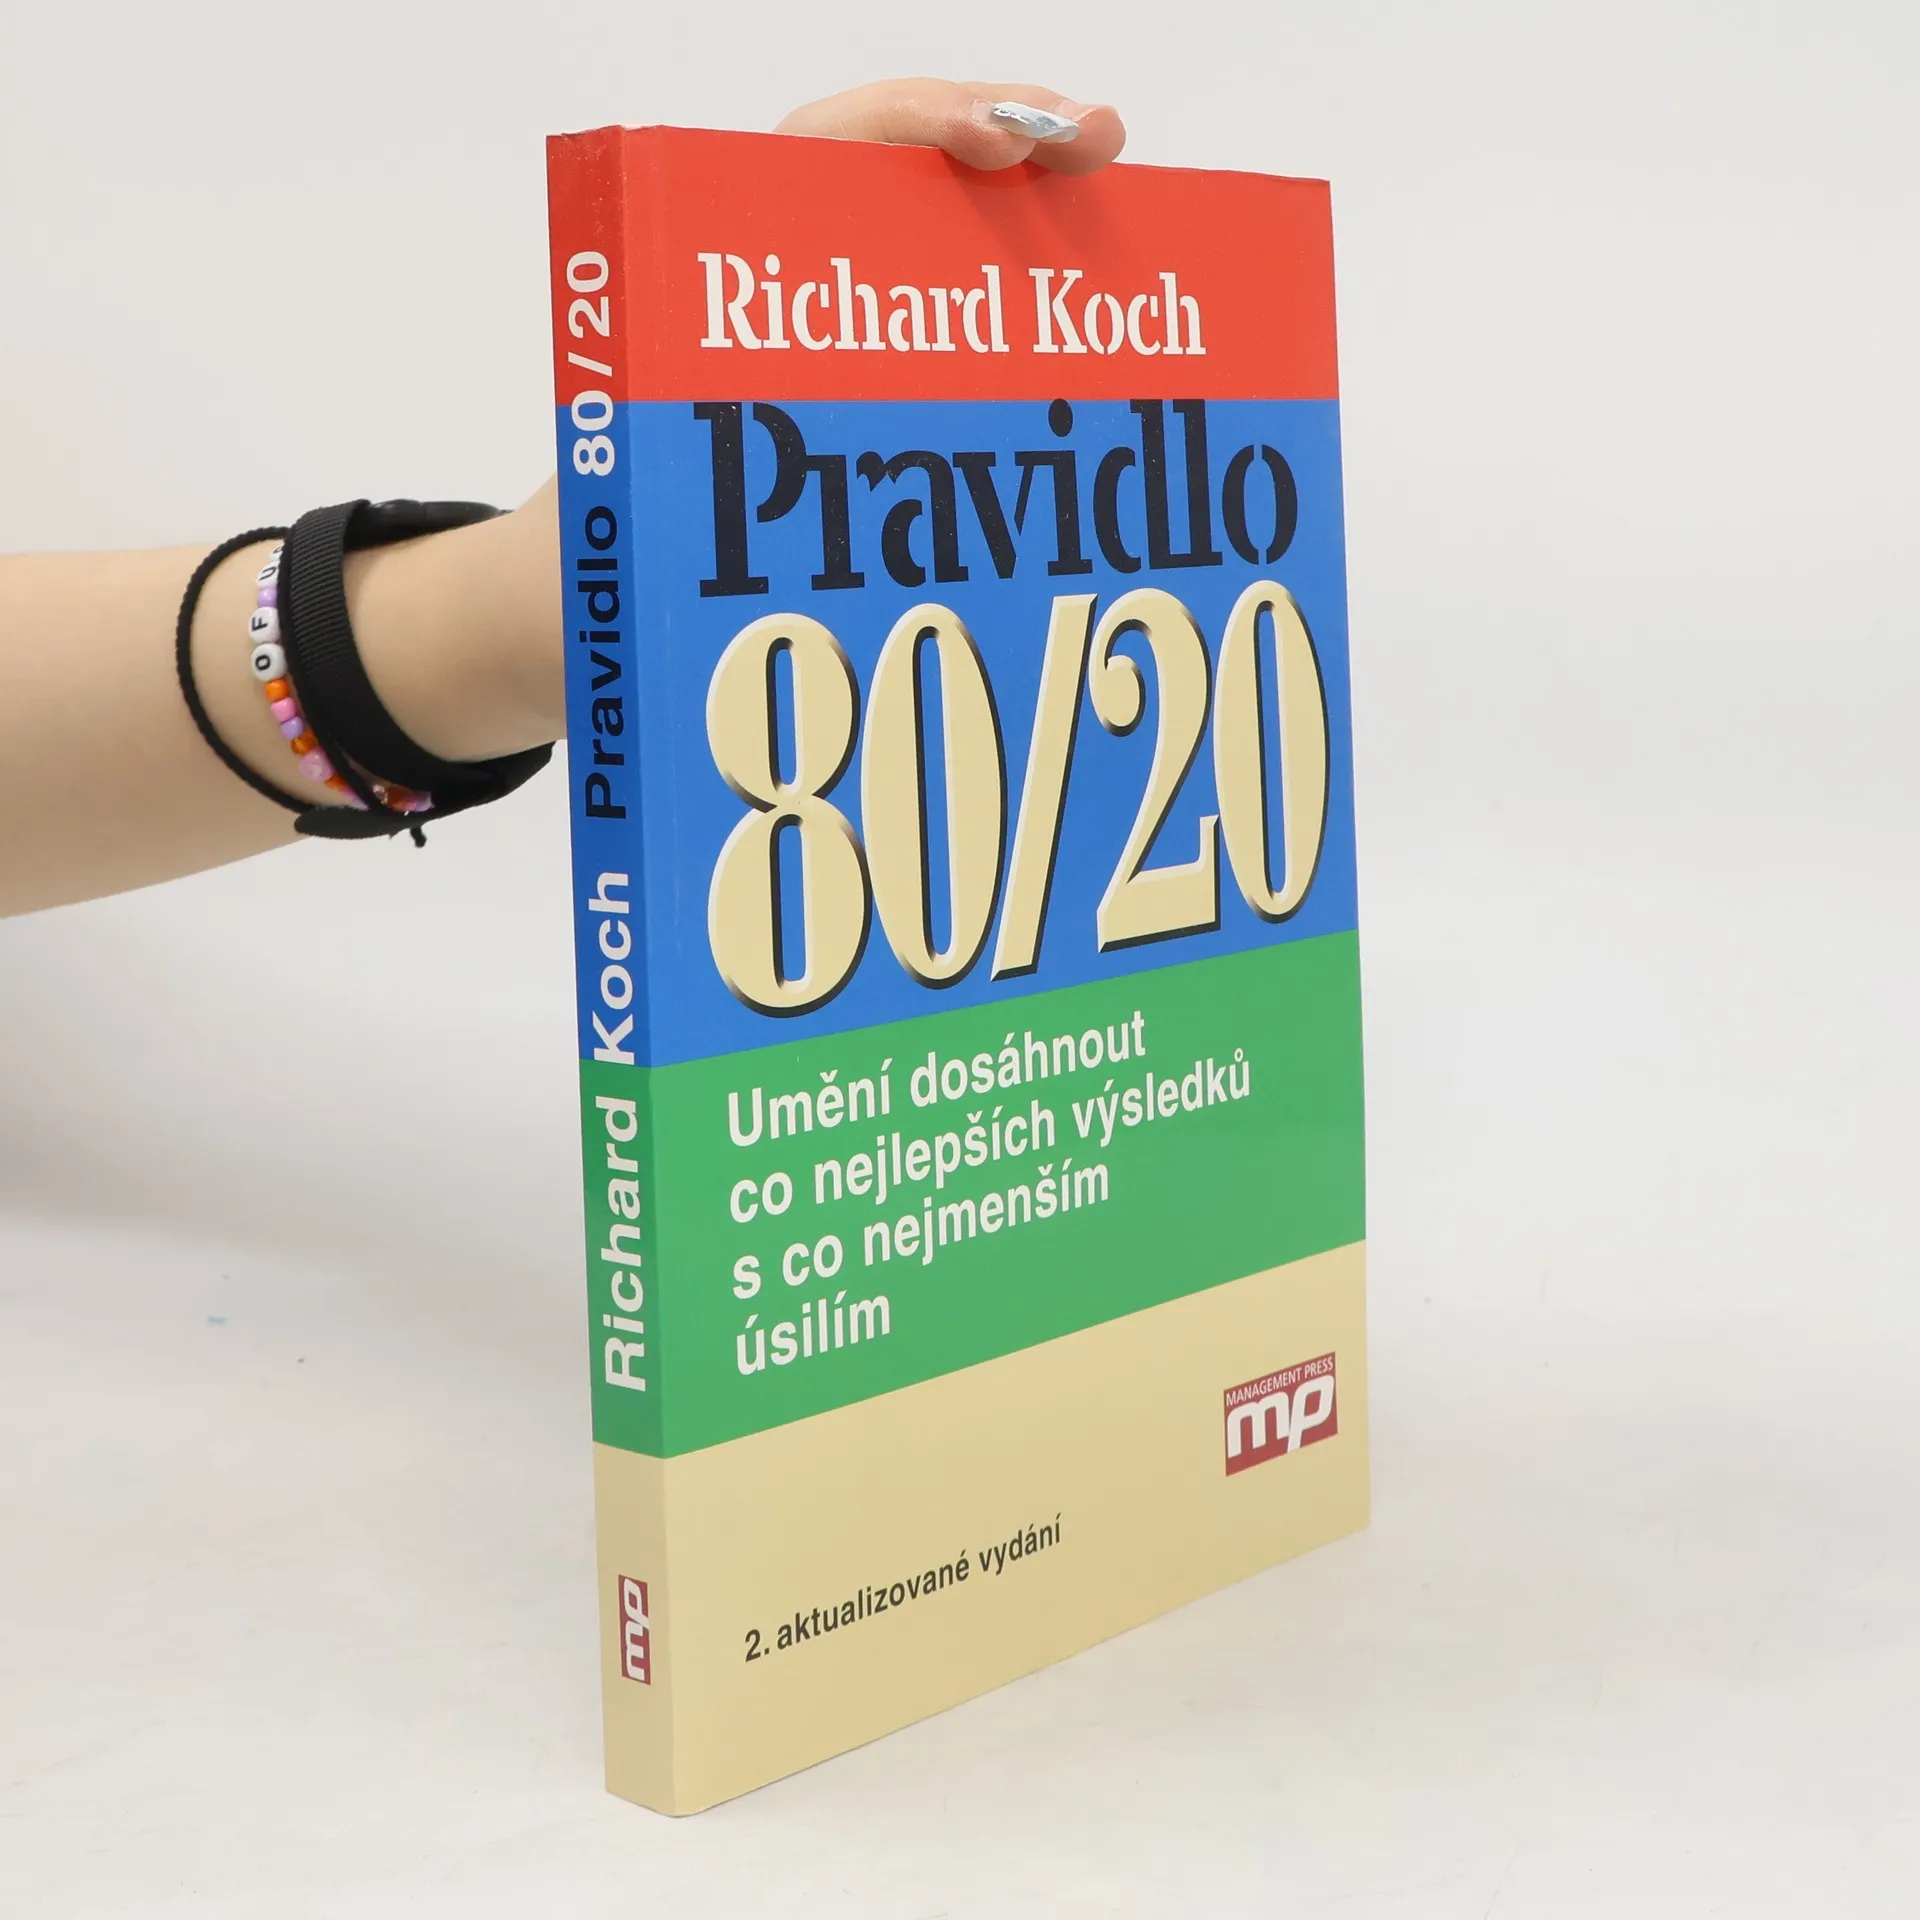 Richard Koch
Pravidlo
80/20
Umění dosáhnout
co nejlepších výsledků
s co nejmenším
úsilím
MANAGEMENT PRESS
mp
2. aktualizované vydání
Richard Koch Pravidlo 80/20
mp
O F U